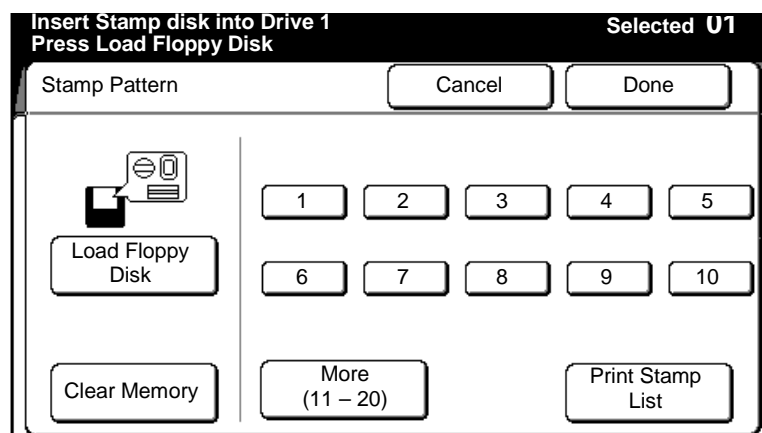 Insert Stamp disk into Drive 1
Press Load Floppy Disk
Selected 01
Stamp Pattern
Cancel
Done
1
2
3
4
5
Load Floppy
Disk
6
7
8
9
10
Clear Memory
More
(11 – 20)
Print Stamp
List